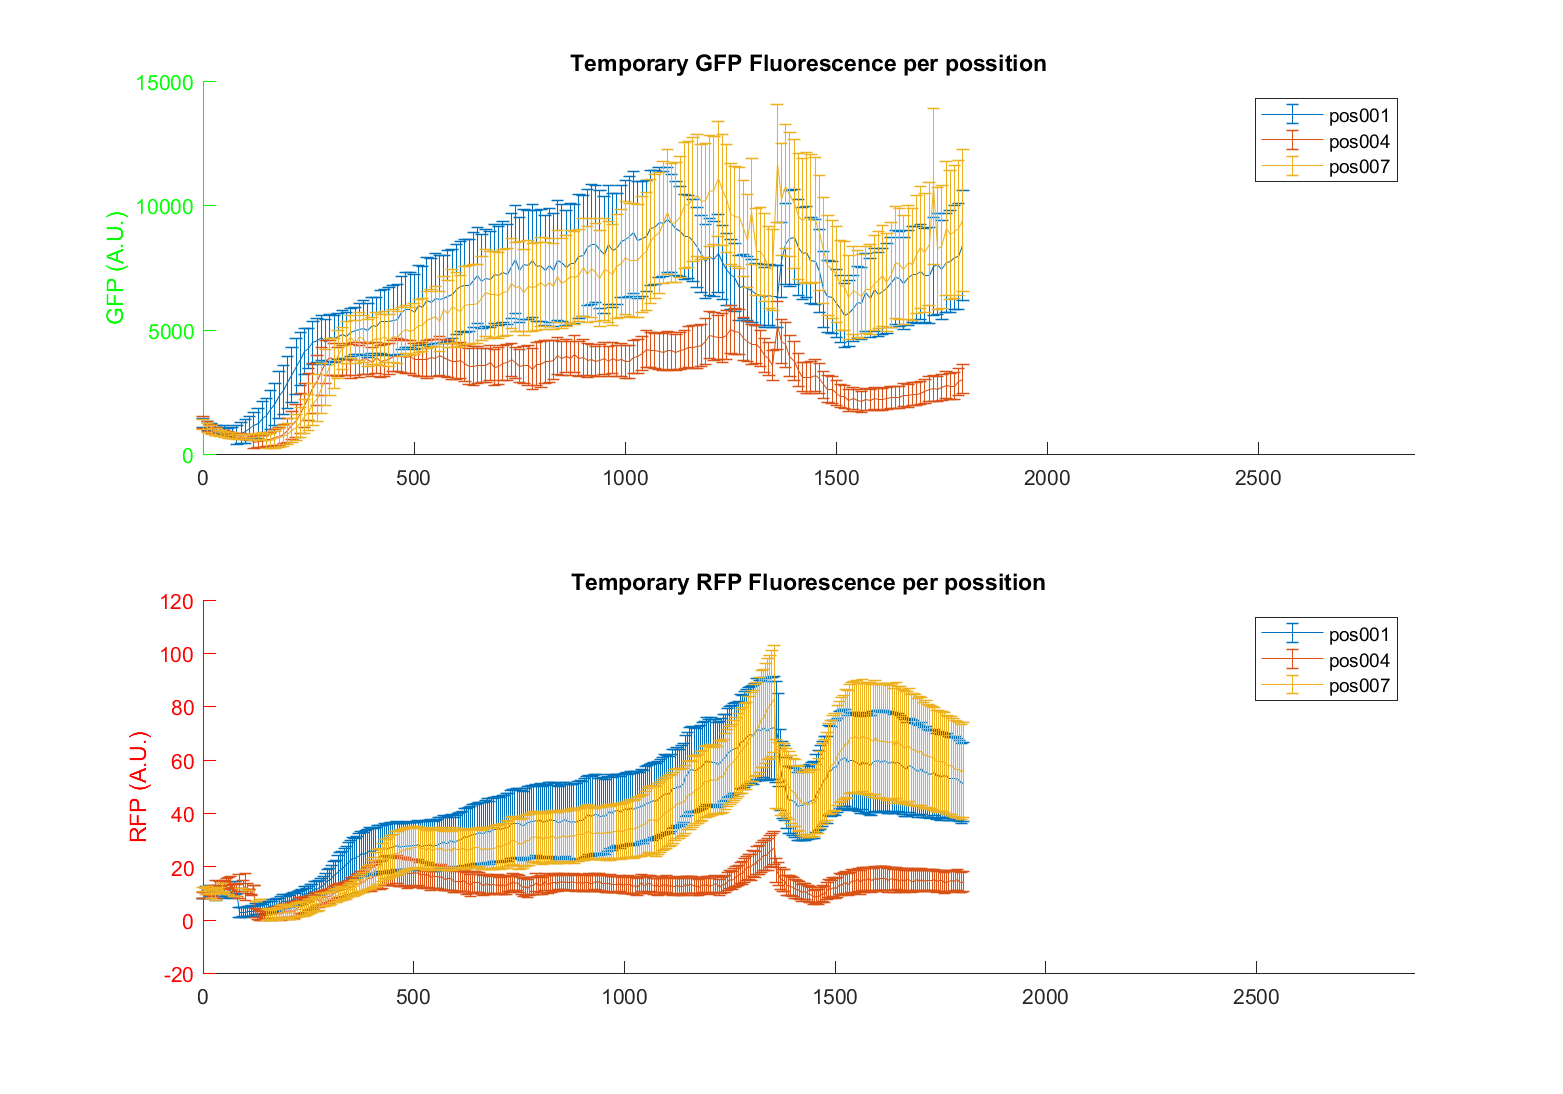 Temporary GFP Fluorescence per possition
15000
10000
5000
0
GFP (A.U.)
pos001
pos004
pos007
0 500 1000 1500 2000 2500
Temporary RFP Fluorescence per possition
120
100
80
60
40
20
0
-20
RFP (A.U.)
pos001
pos004
pos007
0 500 1000 1500 2000 2500